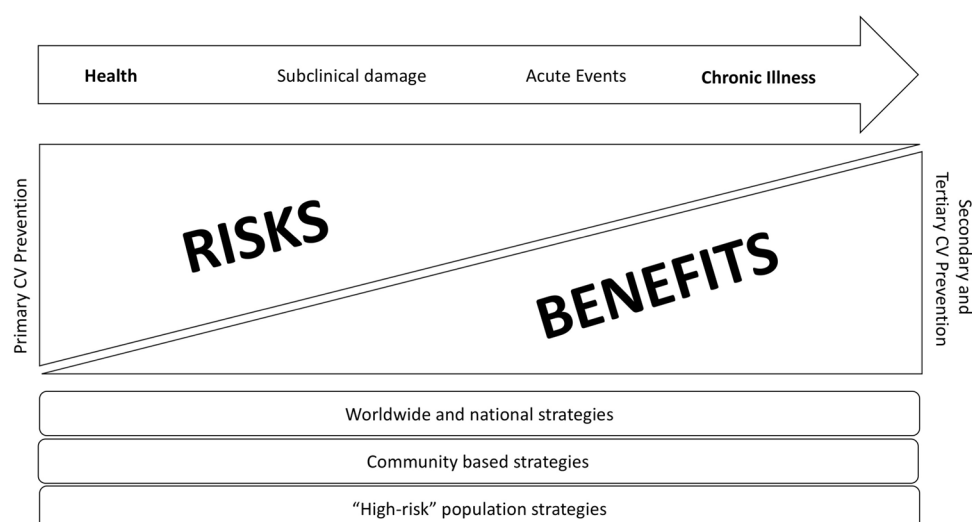 Health
Subclinical damage
Acute Events
Chronic Illness
Primary CV Prevention
RISKS
BENEFITS
Secondary and
Tertiary CV Prevention
Worldwide and national strategies
Community based strategies
“High-risk” population strategies